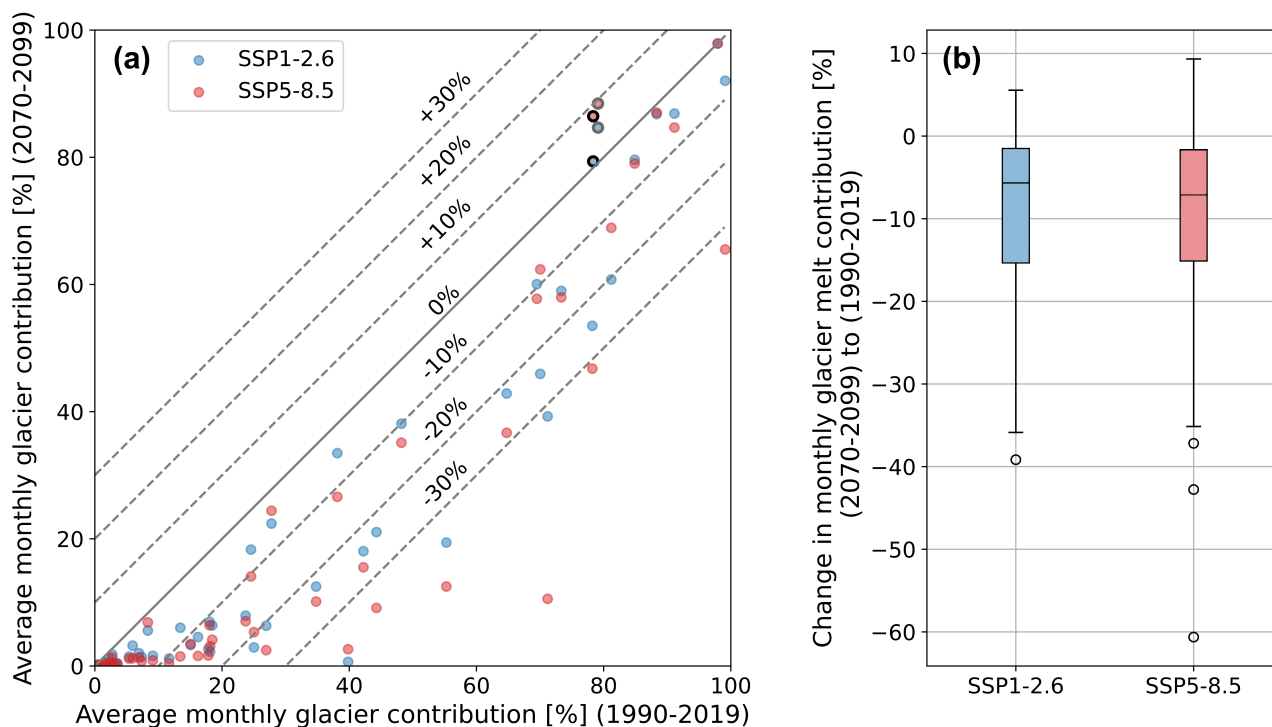 (a)
SSP1-2.6
SSP5-8.5
+30%
+20%
+10%
0%
-10%
-20%
-30%
100
80
60
40
20
0
0 20 40 60 80 100
Average monthly glacier contribution [%] (2070-2099)
Average monthly glacier contribution [%] (1990-2019)
(b)
10
0
−10
−20
−30
−40
−50
−60
SSP1-2.6 SSP5-8.5
Change in monthly glacier melt contribution [%]
(2070-2099) to (1990-2019)